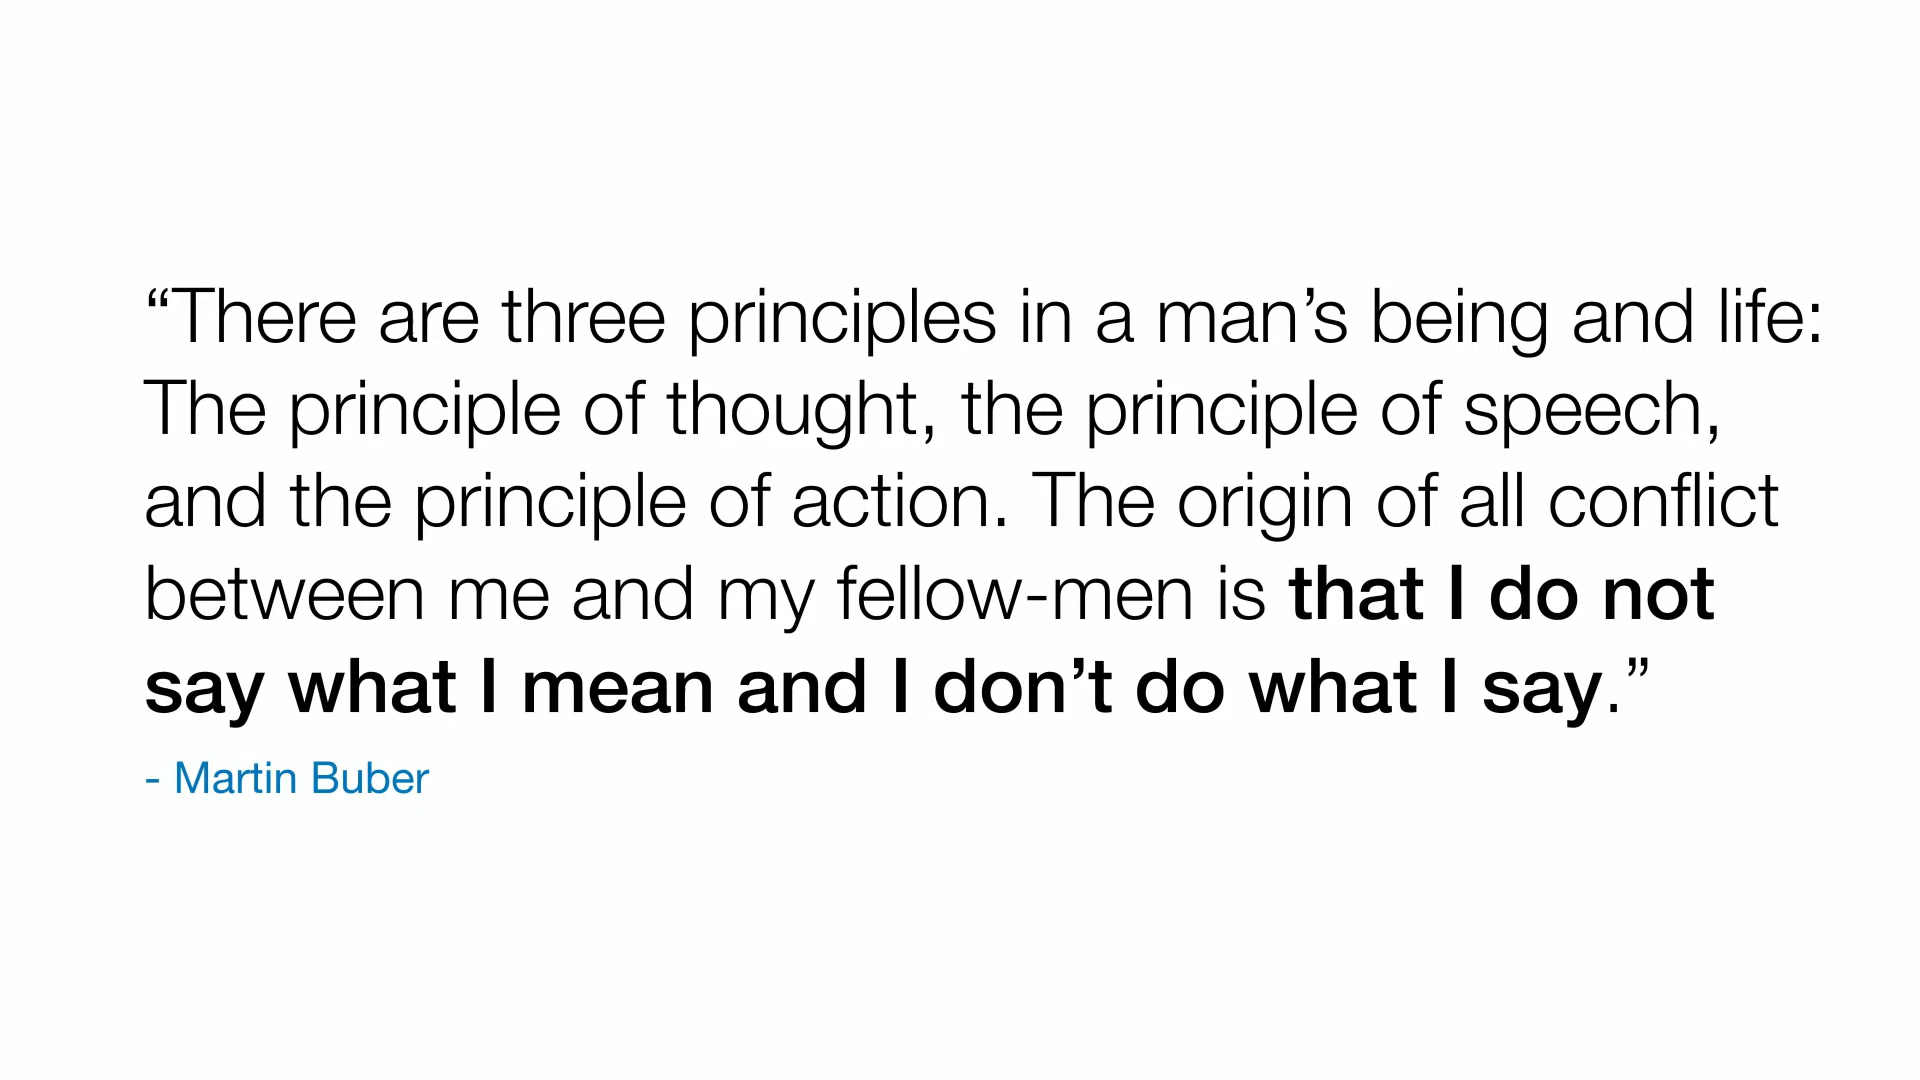 “There are three principles in a man’s being and life:
The principle of thought, the principle of speech,
and the principle of action. The origin of all conflict
between me and my fellow-men is that I do not
say what I mean and I don’t do what I say.”
- Martin Buber